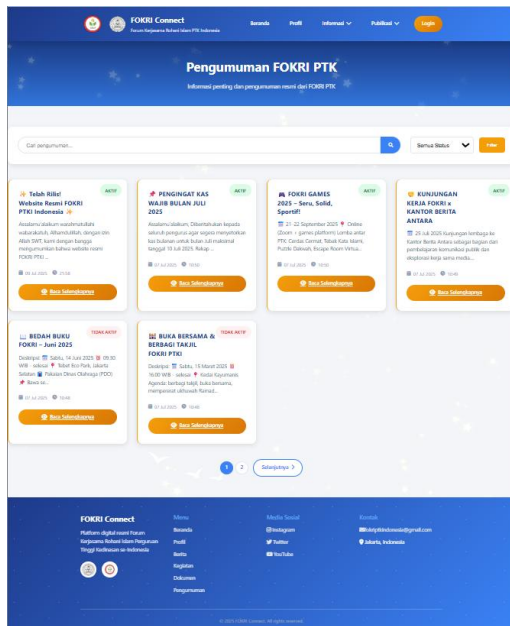 FOKRI Connect
Forum Kerjasama Rohani Islam PTK Indonesia
Beranda Profil Informasi Publikasi Login
Pengumuman FOKRI PTK
Informasi penting dan pengumuman resmi dari FOKRI PTK
Cari pengumuman...
Semua Status
Filter
Telah Rilis!
Website Resmi FOKRI
PTKI Indonesia
AKTIF
Assalamu'alaikum warahmatullahi
wabarakatuh, Alhamdulillah, dengan izin
Allah SWT, kami dengan bangga
mengumumkan bahwa website resmi
FOKRI PTKI ...
Baca Selengkapnya
PENGINGAT KAS
WAJIB BULAN JULI
2025
AKTIF
Assalamu'alaikum, Diberitahukan kepada
seluruh pengurus agar segera menyetorkan
kas bulanan untuk bulan Juli maksimal
tanggal 10 Juli 2025. Rekap ...
07 Jul 2025
Baca Selengkapnya
FOKRI GAMES
2025 – Seru, Solid,
Sportif!
AKTIF
21-22 September 2025 Online
(Zoom + games platform) Lomba antar
PTK: Cerdas Cermat, Tebak Kata Islami,
Puzzle Dakwah, Escape Room Virtua...
07 Jul 2025
Baca Selengkapnya
KUNJUNGAN
KERJA FOKRI x
KANTOR BERITA
ANTARA
AKTIF
25 Juli 2025 Kunjungan lembaga ke
Kantor Berita Antara sebagai bagian dari
pembelajaran komunikasi publik dan
eksplorasi kerja sama media...
07 Jul 2025
Baca Selengkapnya
BEDAH BUKU
FOKRI – Juni 2025
TIDAK AKTIF
Deskripsi: Sabtu, 14 Juni 2025 09.00
WIB - selesai Tebet Eco Park, Jakarta
Selatan Pakaian Dinas Olahraga (PDO)
Bawa se...
07 Jul 2025
Baca Selengkapnya
BUKA BERSAMA &
BERBAGI TAKJIL
FOKRI PTKI
TIDAK AKTIF
Deskripsi: Sabtu, 15 Maret 2025
16.00 WIB - selesai
Agenda: berbagi takjil, buka bersama,
mempererat ukhuwah Ramad...
07 Jul 2025
Baca Selengkapnya
1 2 Selanjutnya
FOKRI Connect
Platform digital resmi Forum
Kerjasama Rohani Islam Perguruan
Tinggi Kedinasan se-Indonesia
Menu
Beranda
Profil
Berita
Kegiatan
Dokumen
Pengumuman
Media Sosial
Instagram
Twitter
YouTube
Kontak
Jakarta, Indonesia
© 2025 FOKRI Connect. All rights reserved.